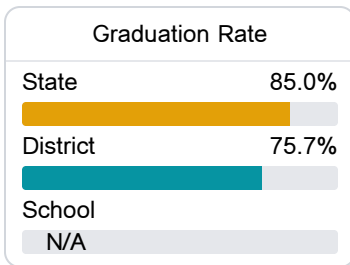 Graduation Rate
State 85.0%
District 75.7%
School
N/A